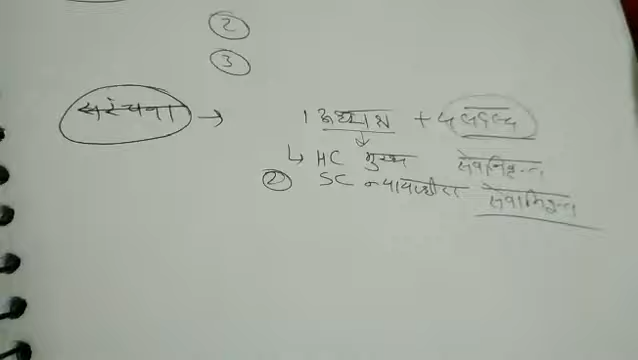 ②
③
संरचना → 1 अध्यक्ष + 4 सदस्य
↳ HC मुख्य सेवानिवृत्त
② SC न्यायाधीश सेवानिवृत्त